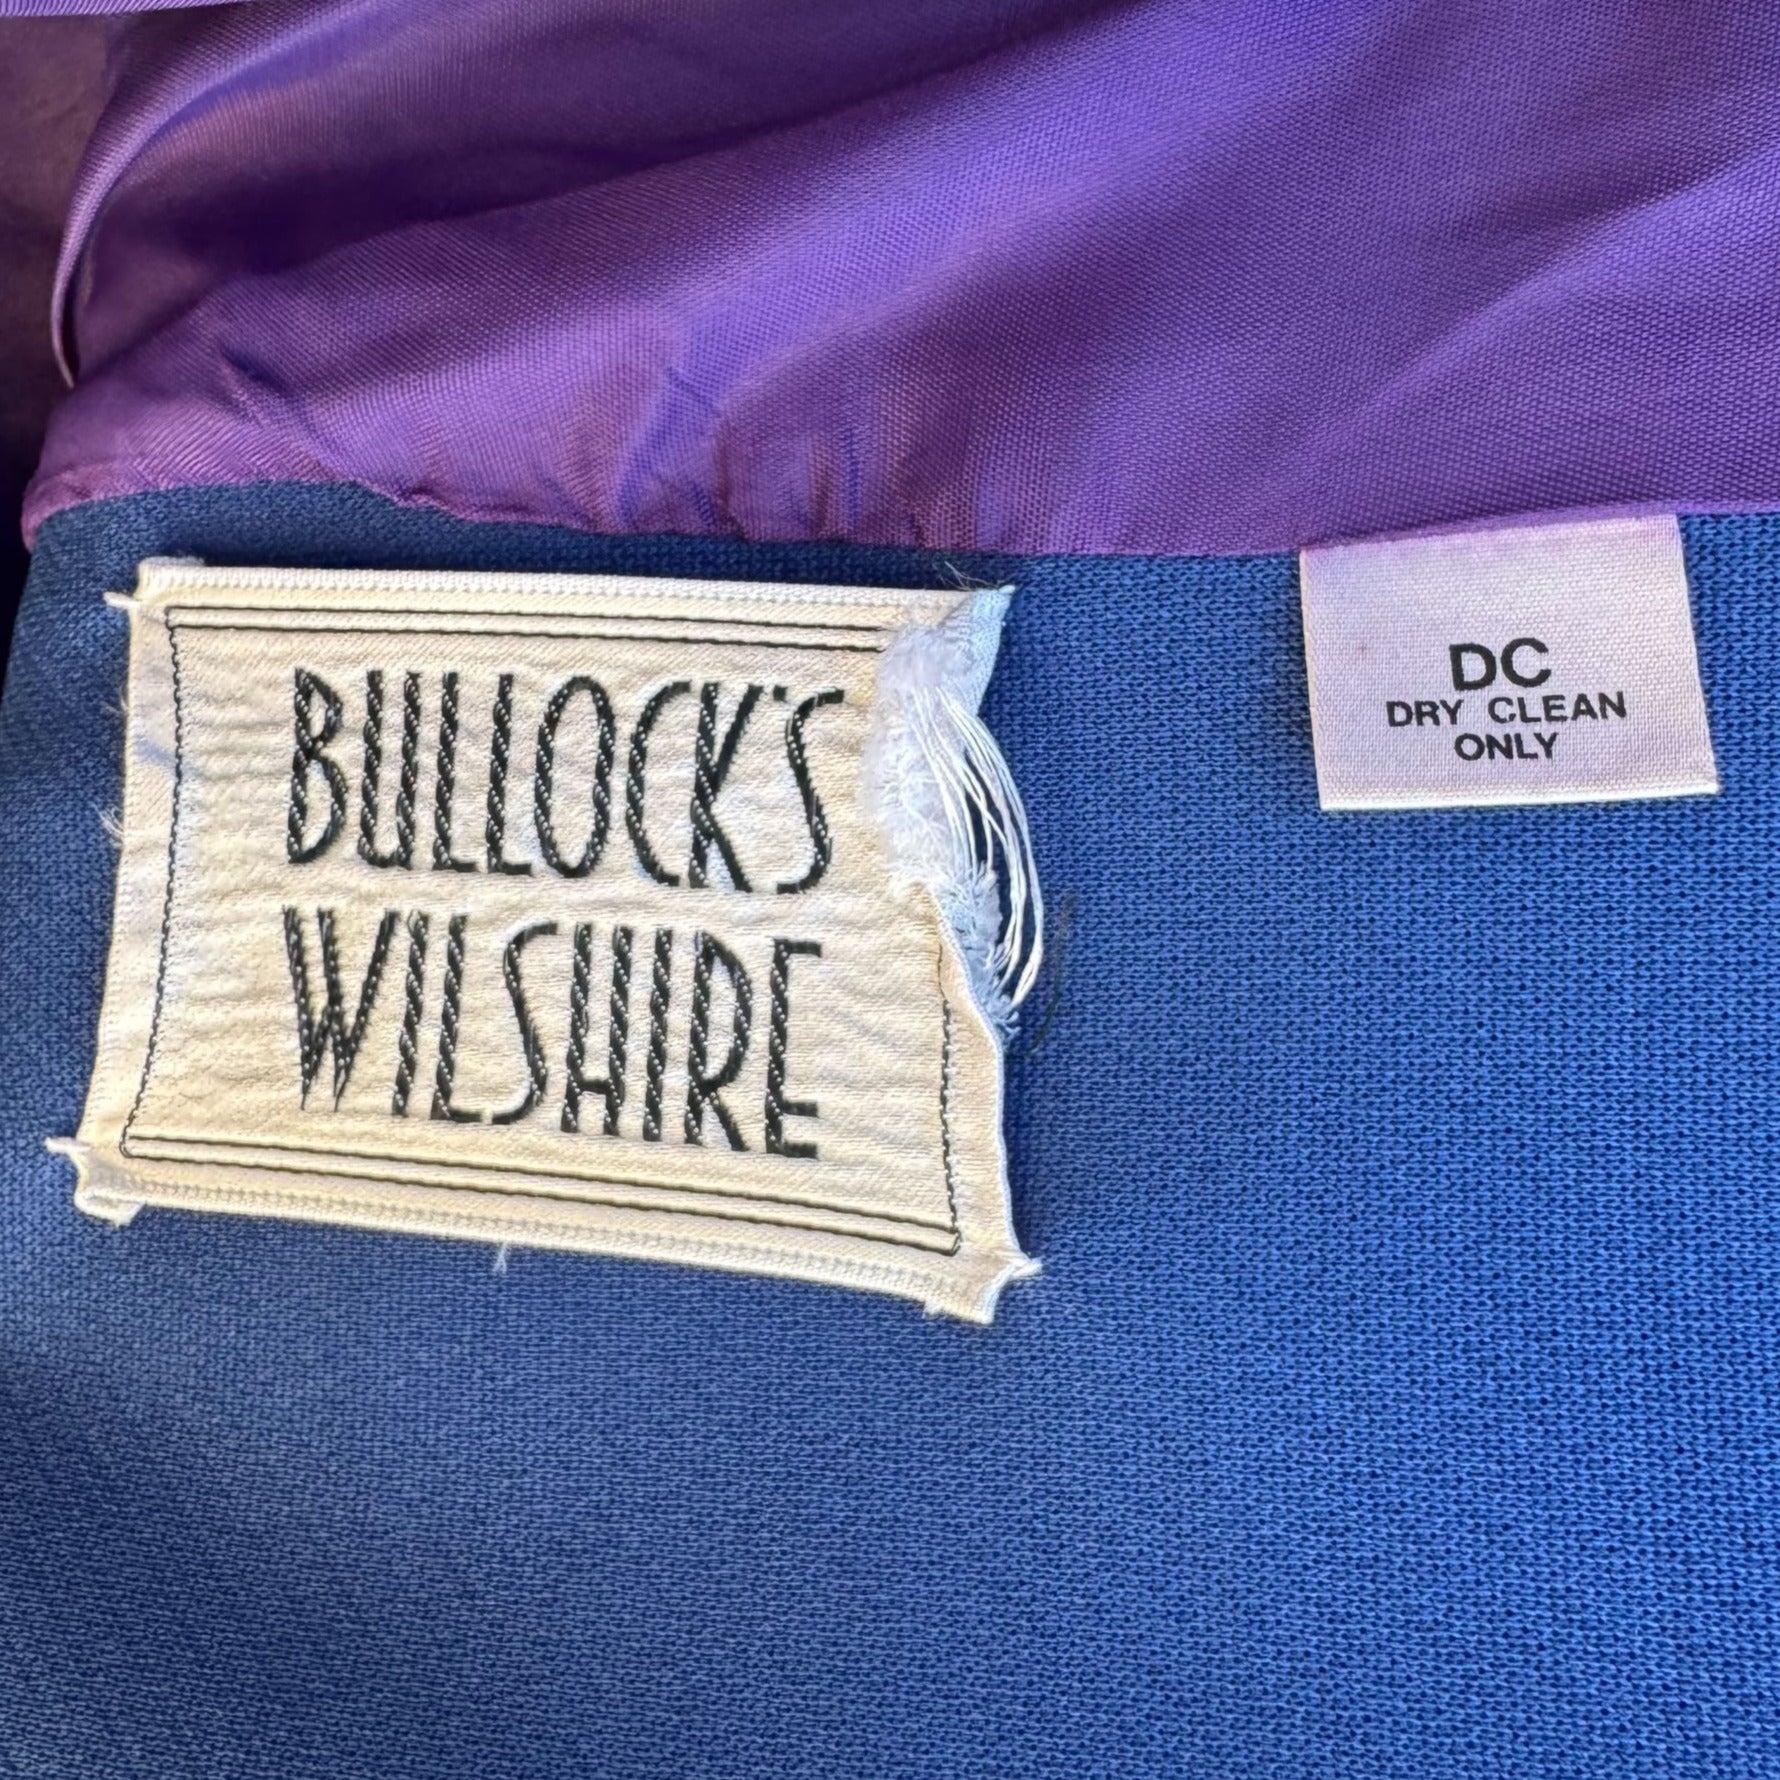 BULLOCK'S
WILSHIRE
DC
DRY CLEAN
ONLY